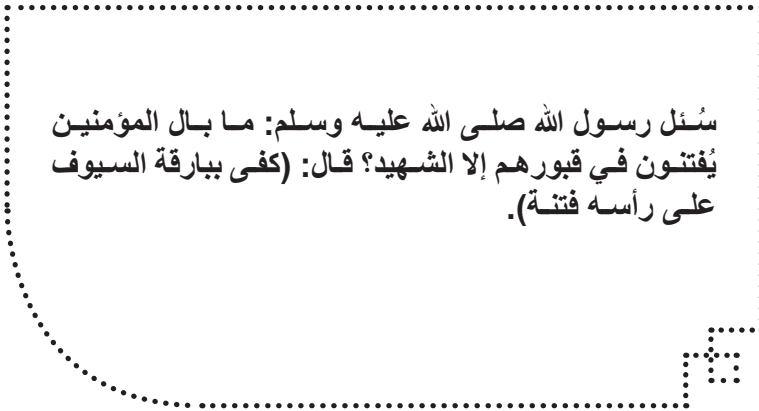 سُئل رسول الله صلى الله عليه وسلم: ما بال المؤمنين
يُفتنون في قبورهم إلا الشهيد؟ قال: (كفى ببارقة السيوف
على رأسه فتنة).